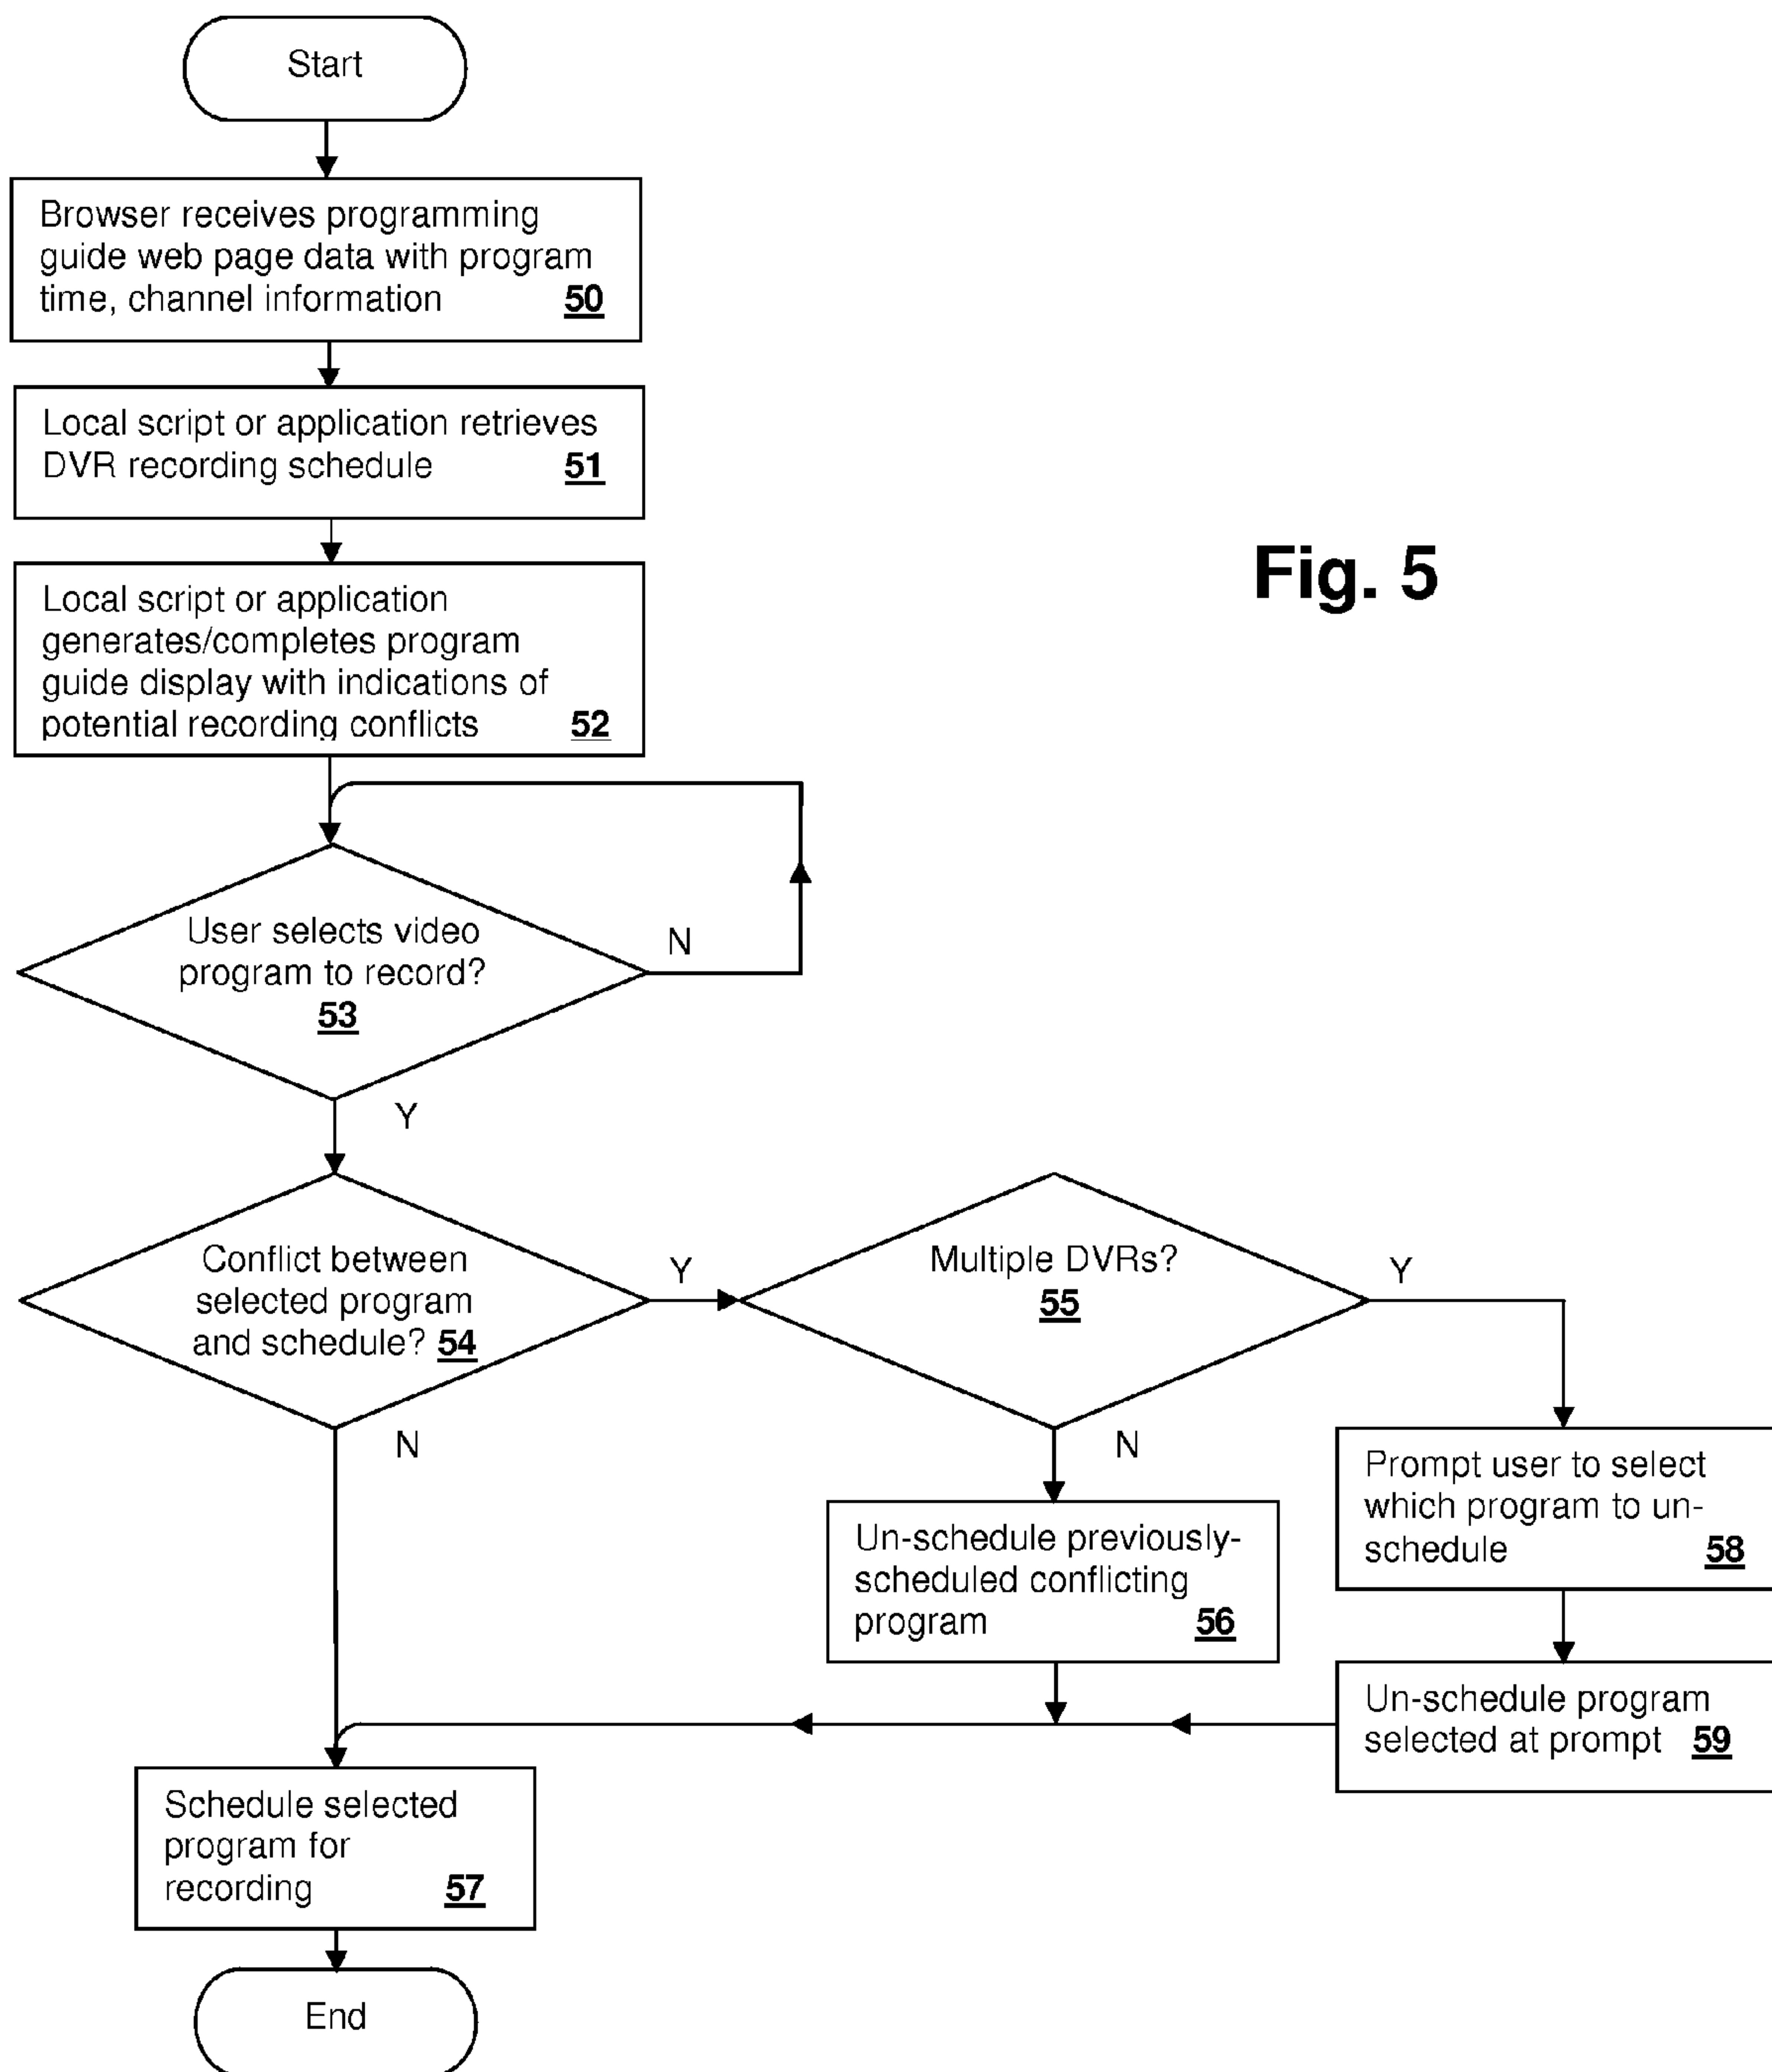 Start
Browser receives programming
guide web page data with program
time, channel information 50
Local script or application retrieves
DVR recording schedule 51
Local script or application
generates/completes program
guide display with indications of
potential recording conflicts 52
Fig. 5
User selects video
program to record?
53
N
Y
Conflict between
selected program
and schedule? 54
Y
N
Multiple DVRs?
55
Y
N
Un-schedule previously-
scheduled conflicting
program 56
Prompt user to select
which program to un-
schedule 58
Un-schedule program
selected at prompt 59
Schedule selected
program for
recording 57
End